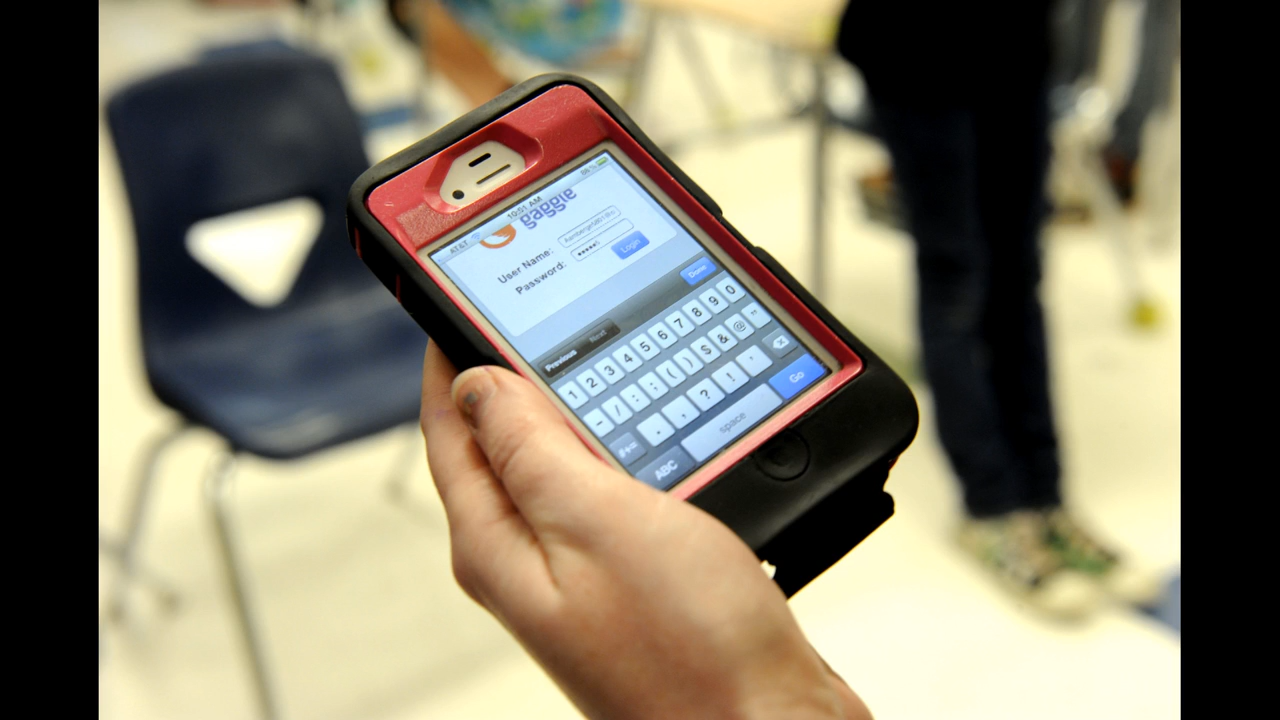 AT&T 10:51 AM 86%
gaggle
User Name:
Password: ••••••
Login
Previous Next Done
1 2 3 4 5 6 7 8 9 0
- / : ; ( ) $ & @ "
#+= . , ? ! '
ABC space Go